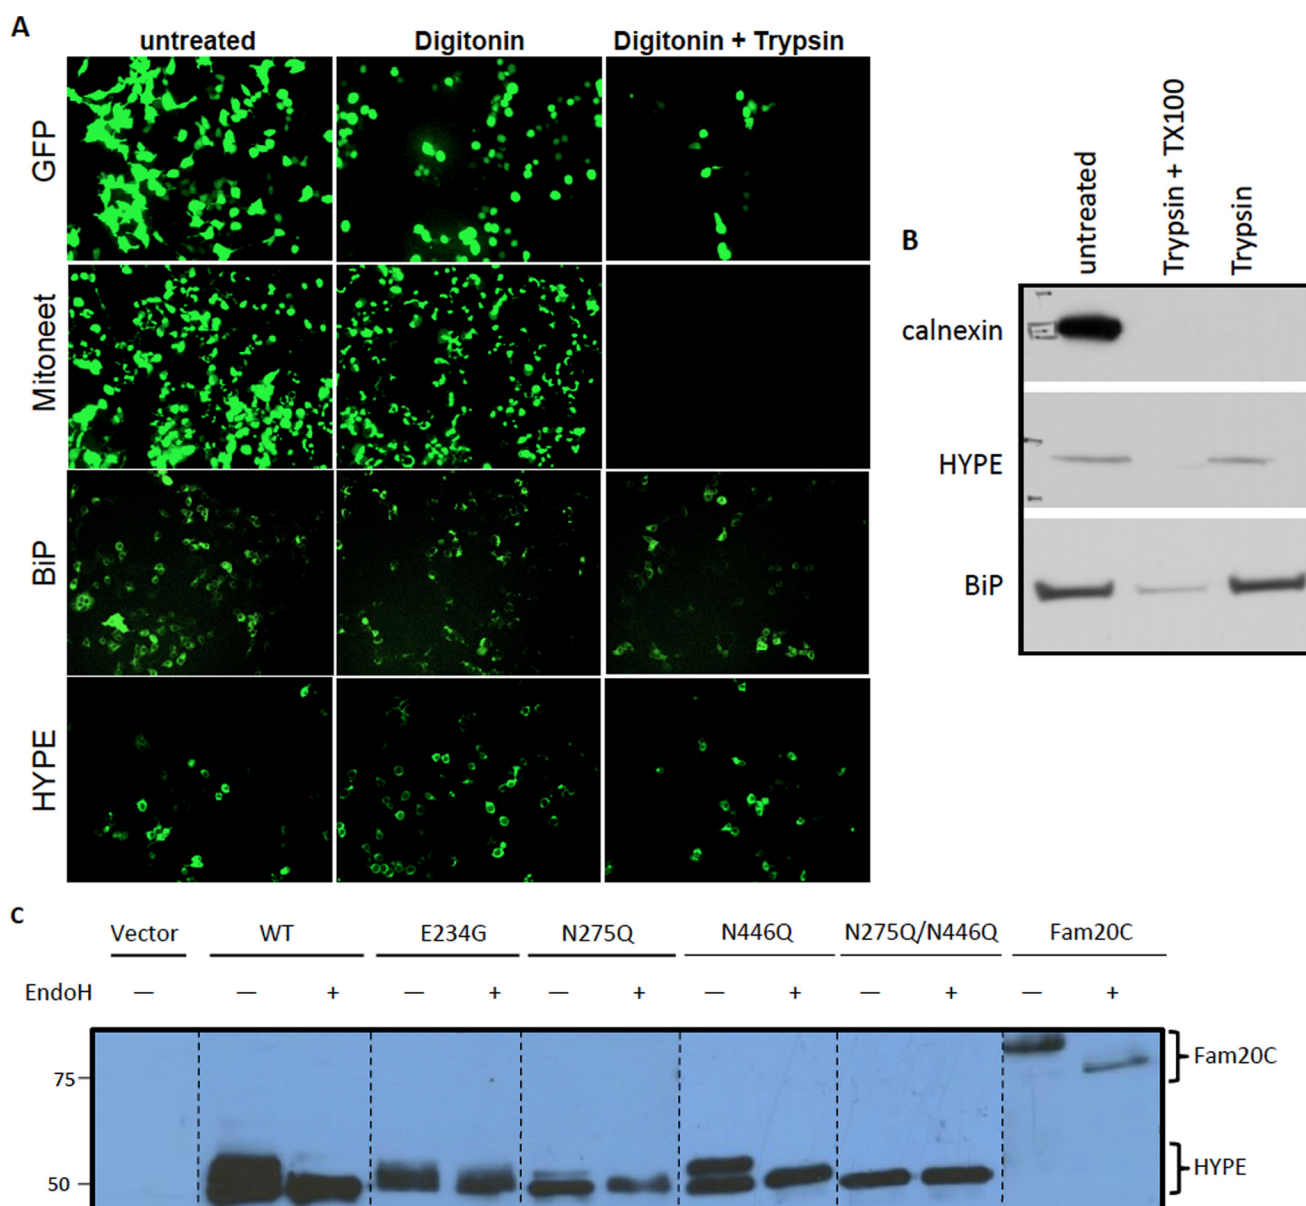 A
untreated Digitonin Digitonin + Trypsin
GFP
Mitoneet
BiP
HYPE
B
untreated
Trypsin + TX100
Trypsin
calnexin
HYPE
BiP
C
Vector WT E234G N275Q N446Q N275Q/N446Q Fam20C
EndoH — — + — + — + — + — + — +
75
50
Fam20C
HYPE